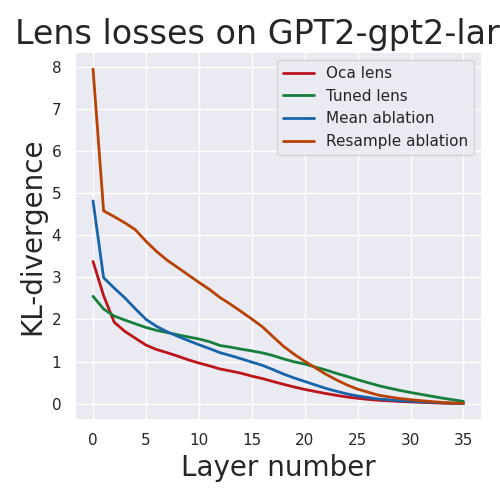 Lens losses on GPT2-gpt2-lar
KL-divergence
8
7
6
5
4
3
2
1
0
Oca lens
Tuned lens
Mean ablation
Resample ablation
0 5 10 15 20 25 30 35
Layer number